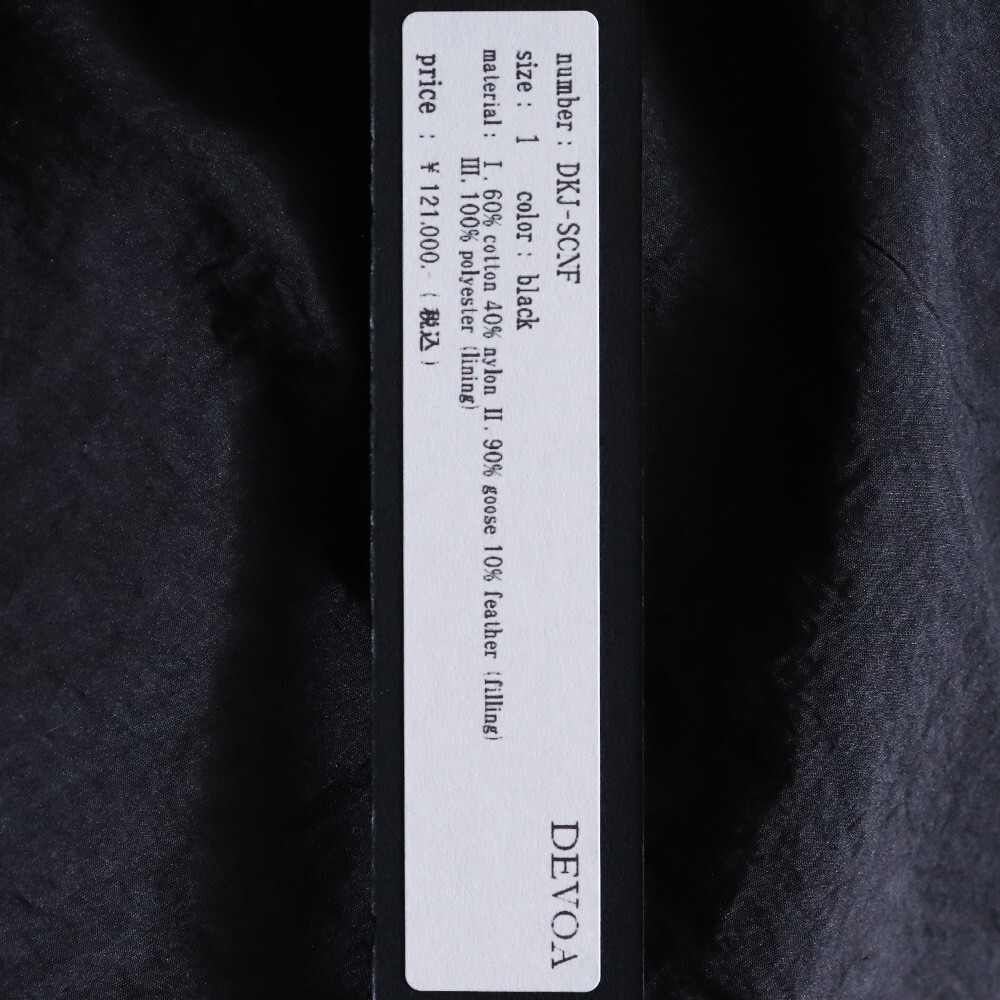 number : DKJ-SCNF
size : 1 color : black
material : I. 60% cotton 40% nylon II. 90% goose 10% feather (filling)
III. 100% polyester (lining)
price : ¥ 121.000.- ( 税込 )
DEVOA